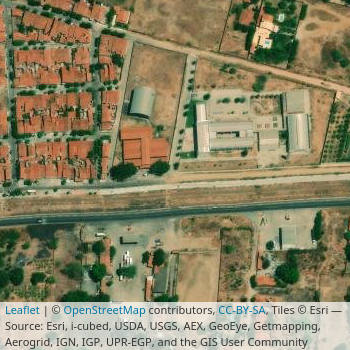 Leaflet | © OpenStreetMap contributors, CC-BY-SA, Tiles © Esri —
Source: Esri, i-cubed, USDA, USGS, AEX, GeoEye, Getmapping,
Aerogrid, IGN, IGP, UPR-EGP, and the GIS User Community